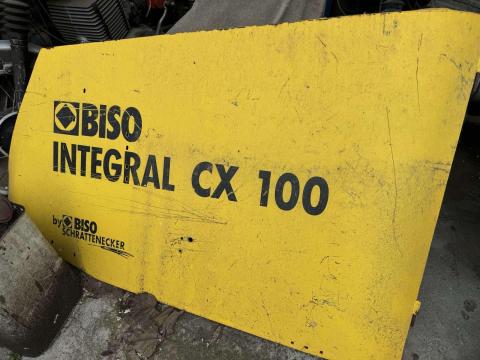 BISO
INTEGRAL CX 100
by BISO
SCHRATTENECKER